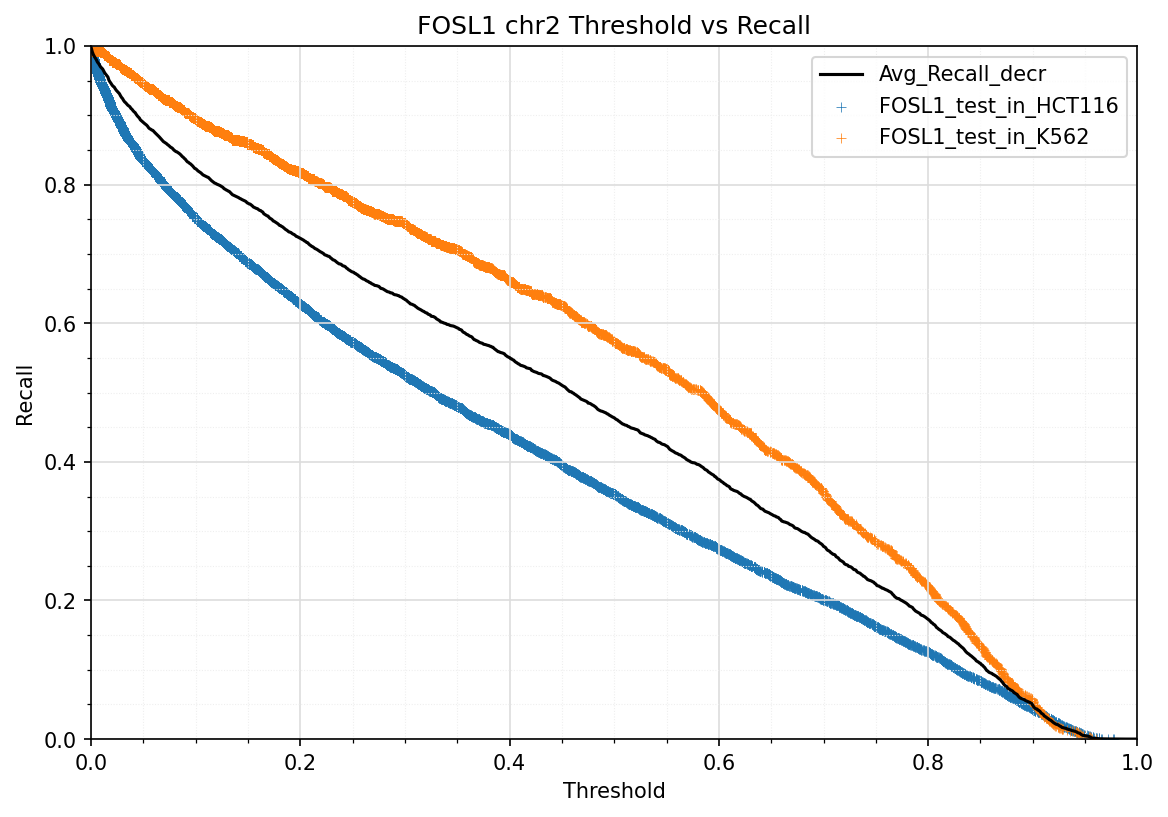 FOSL1 chr2 Threshold vs Recall
Avg_Recall_decr
FOSL1_test_in_HCT116
FOSL1_test_in_K562
1.0
0.8
0.6
0.4
0.2
0.0
Recall
0.0 0.2 0.4 0.6 0.8 1.0
Threshold